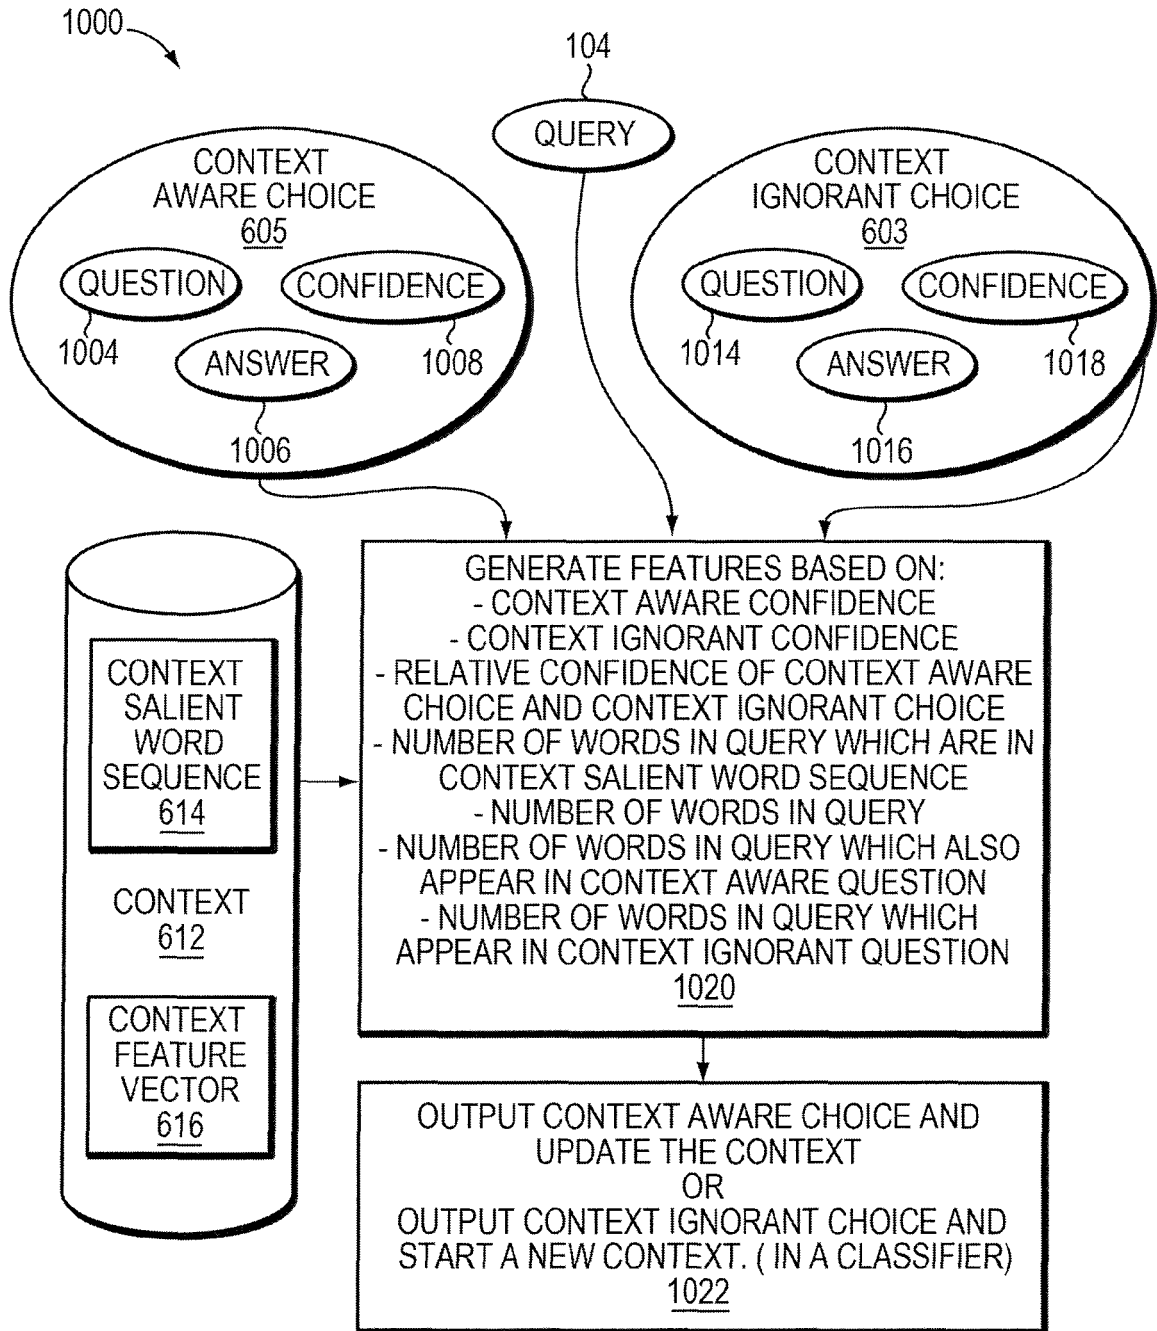 1000
104
QUERY
CONTEXT
AWARE CHOICE
605
QUESTION
CONFIDENCE
1004
ANSWER
1008
1006
CONTEXT
IGNORANT CHOICE
603
QUESTION
CONFIDENCE
1014
ANSWER
1018
1016
CONTEXT
SALIENT
WORD
SEQUENCE
614
CONTEXT
612
CONTEXT
FEATURE
VECTOR
616
GENERATE FEATURES BASED ON:
- CONTEXT AWARE CONFIDENCE
- CONTEXT IGNORANT CONFIDENCE
- RELATIVE CONFIDENCE OF CONTEXT AWARE
CHOICE AND CONTEXT IGNORANT CHOICE
- NUMBER OF WORDS IN QUERY WHICH ARE IN
CONTEXT SALIENT WORD SEQUENCE
- NUMBER OF WORDS IN QUERY
- NUMBER OF WORDS IN QUERY WHICH ALSO
APPEAR IN CONTEXT AWARE QUESTION
- NUMBER OF WORDS IN QUERY WHICH
APPEAR IN CONTEXT IGNORANT QUESTION
1020
OUTPUT CONTEXT AWARE CHOICE AND
UPDATE THE CONTEXT
OR
OUTPUT CONTEXT IGNORANT CHOICE AND
START A NEW CONTEXT. ( IN A CLASSIFIER)
1022